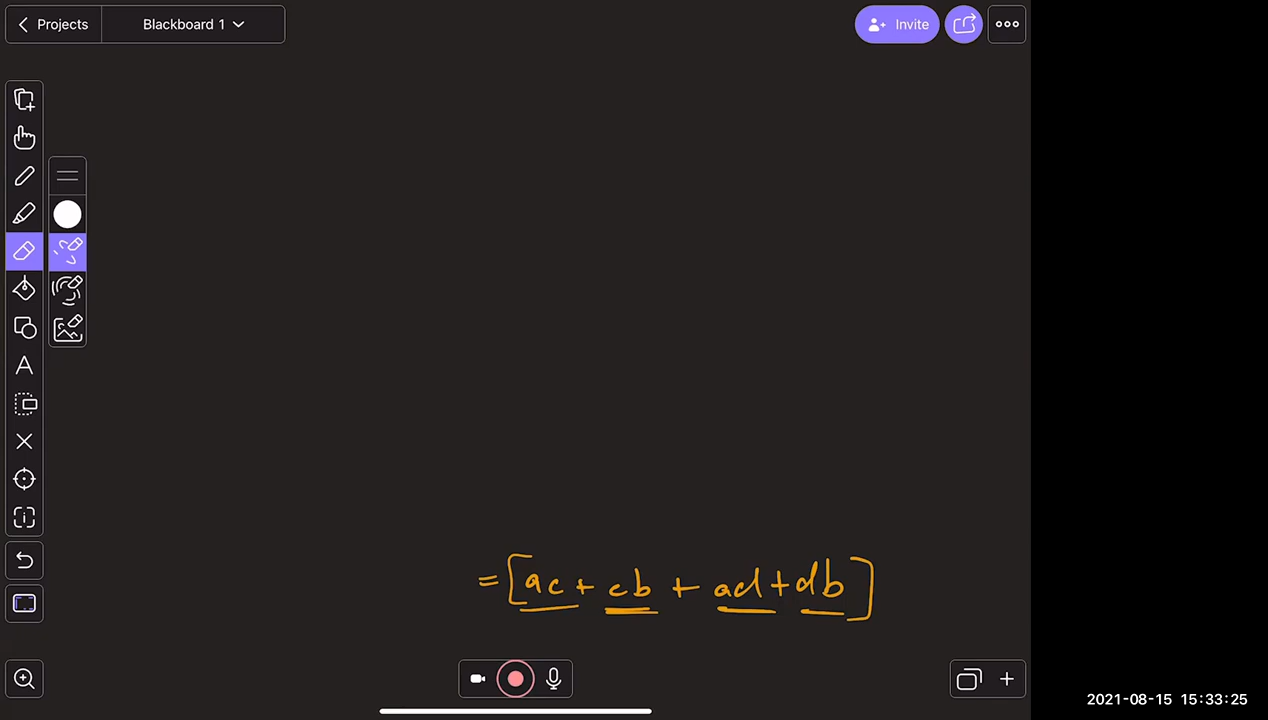 Projects
Blackboard 1
Invite
A
= [ac + cb + ad + db]
2021-08-15 15:33:25